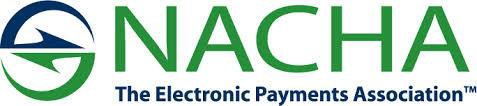 NACHA
The Electronic Payments Association™